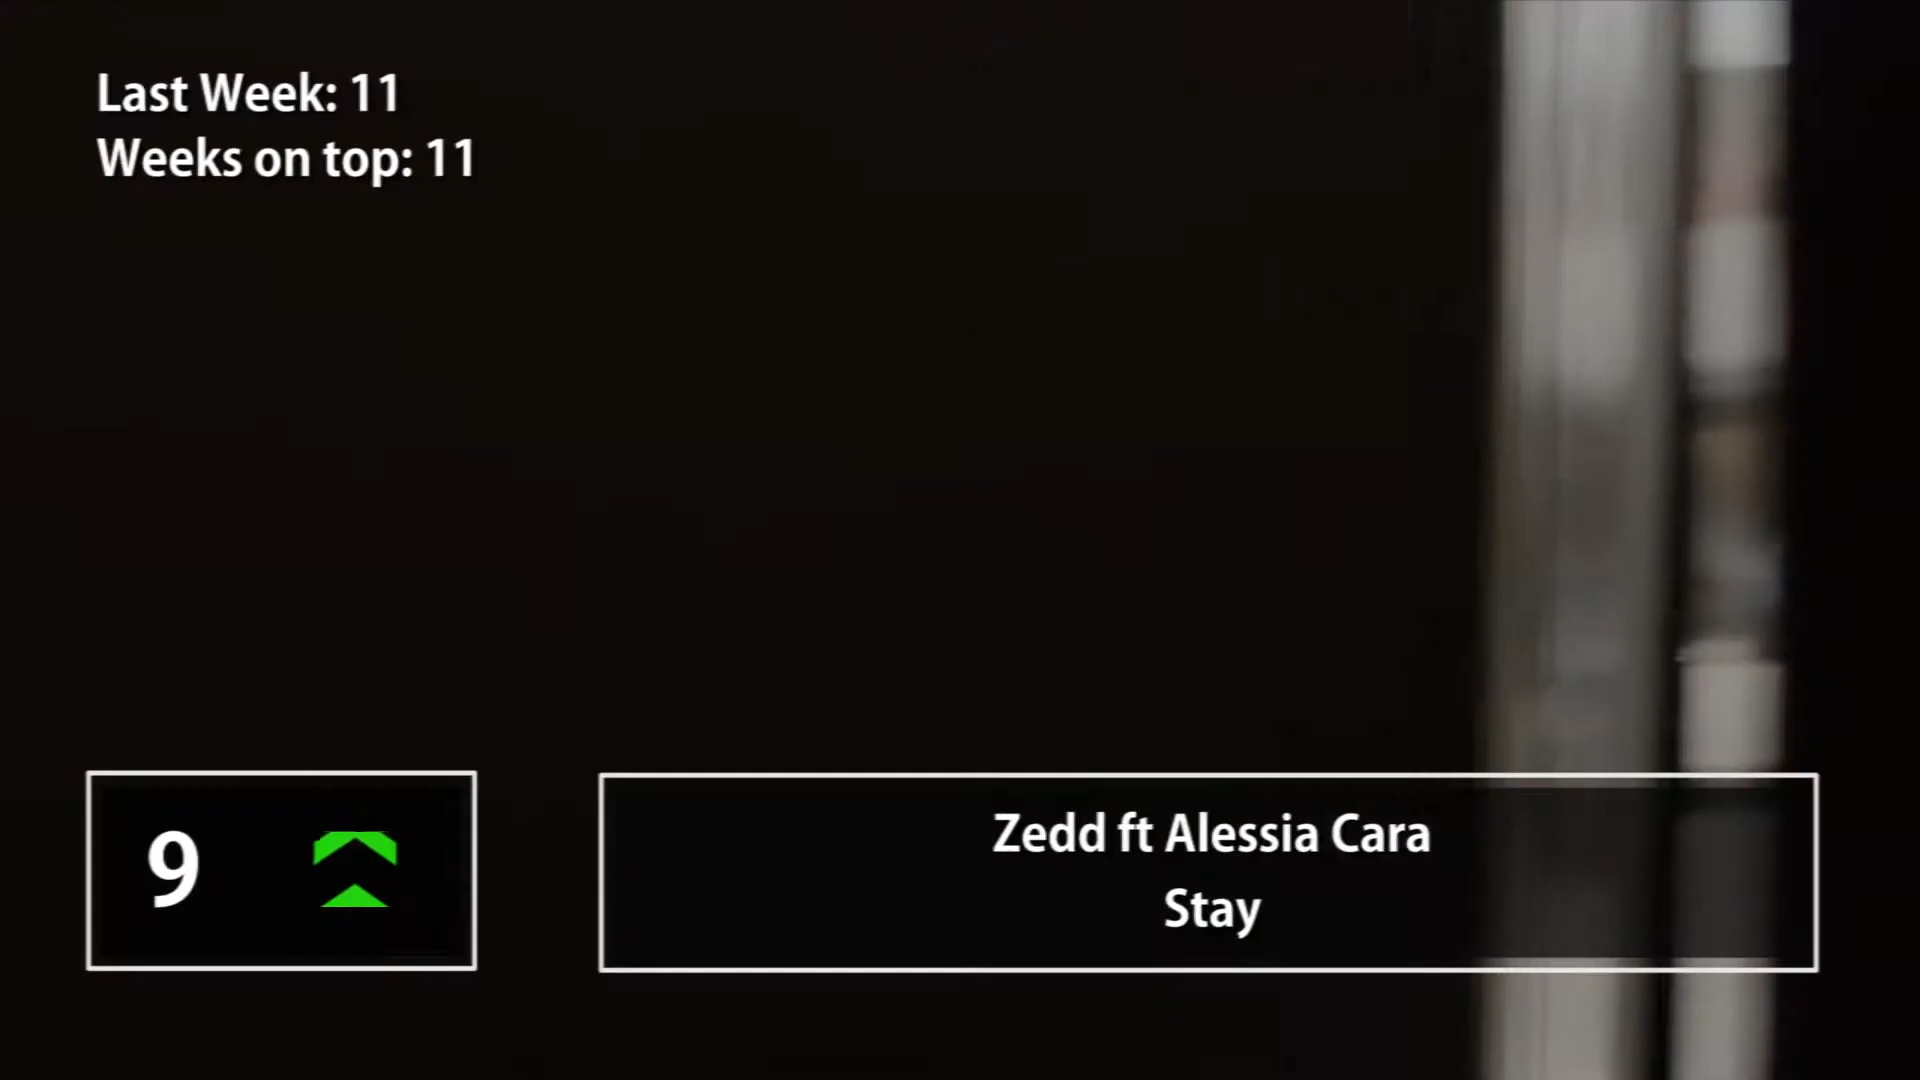 Last Week: 11
Weeks on top: 11
9
Zedd ft Alessia Cara
Stay